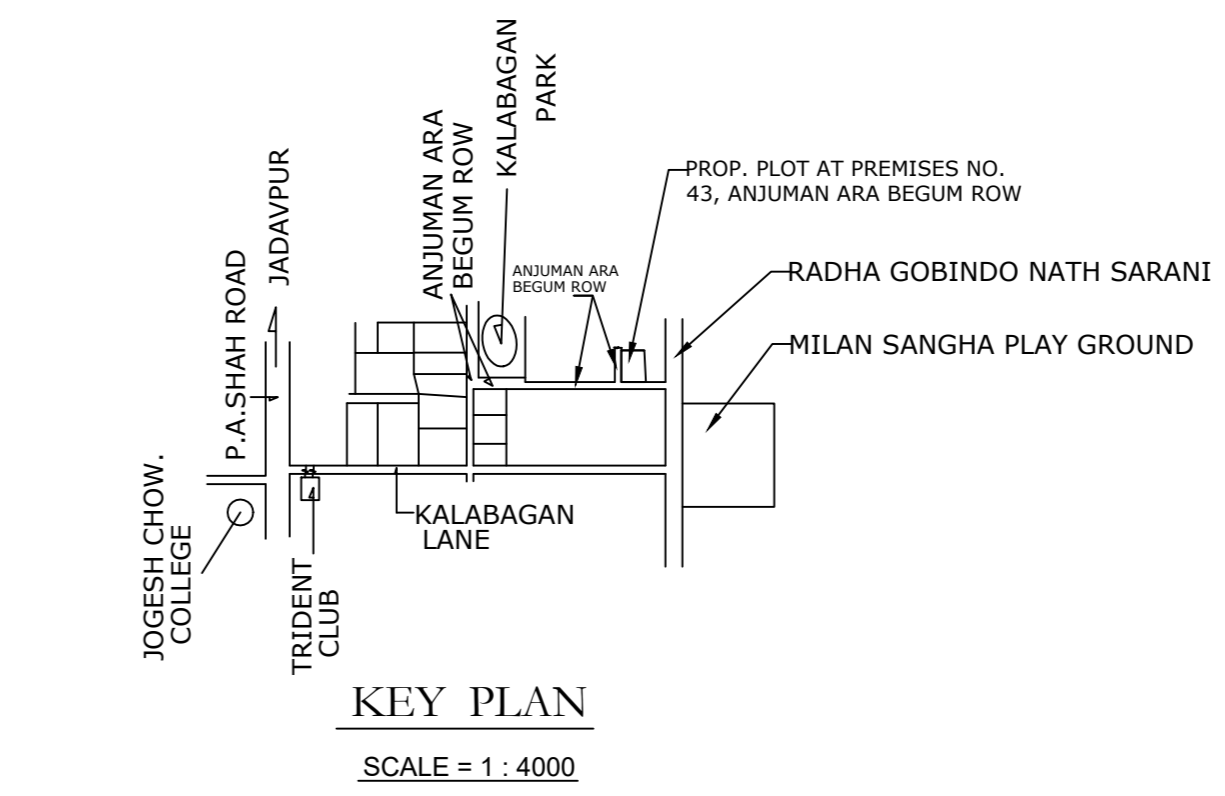 KALABAGAN
PARK
ANJUMAN ARA
BEGUM ROW
JADAVPUR
P.A.SHAH ROAD
PROP. PLOT AT PREMISES NO.
43, ANJUMAN ARA BEGUM ROW
ANJUMAN ARA
BEGUM ROW
RADHA GOBINDO NATH SARANI
MILAN SANGHA PLAY GROUND
JOGESH CHOW.
COLLEGE
KALABAGAN
LANE
TRIDENT
CLUB
KEY PLAN
SCALE = 1 : 4000